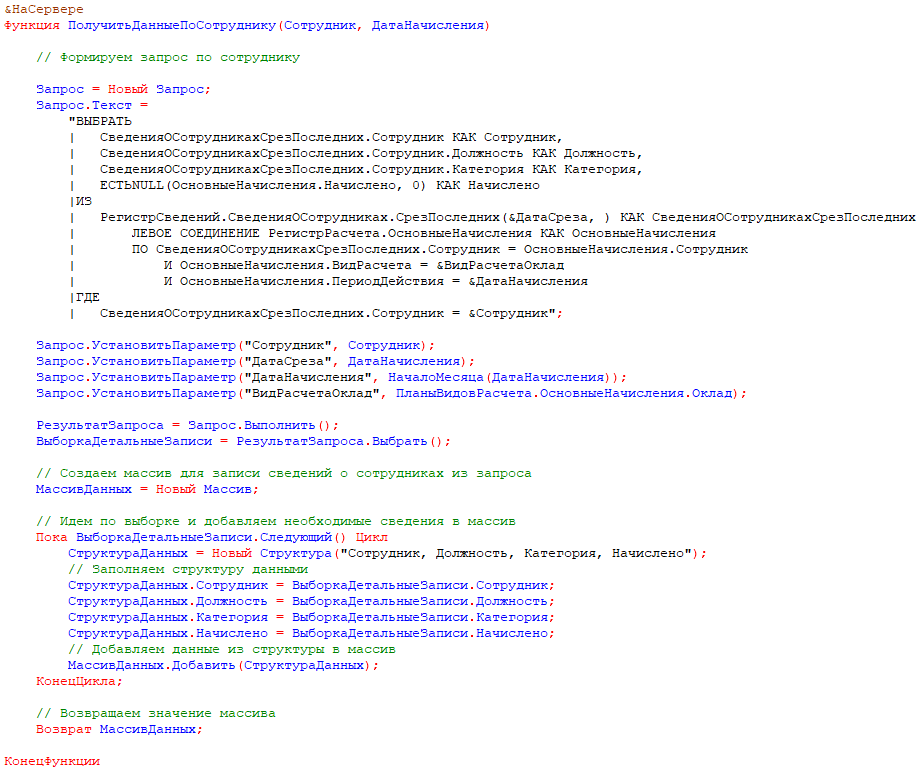 &НаСервере
Функция ПолучитьДанныеПоСотруднику(Сотрудник, ДатаНачисления)
// Формируем запрос по сотруднику
Запрос = Новый Запрос;
Запрос.Текст =
"ВЫБРАТЬ
|   СведенияОСотрудникахСрезПоследних.Сотрудник КАК Сотрудник,
|   СведенияОСотрудникахСрезПоследних.Сотрудник.Должность КАК Должность,
|   СведенияОСотрудникахСрезПоследних.Сотрудник.Категория КАК Категория,
|   ЕСТЬNULL(ОсновныеНачисления.Начислено, 0) КАК Начислено
|ИЗ
|   РегистрСведений.СведенияОСотрудниках.СрезПоследних(&ДатаСреза, ) КАК СведенияОСотрудникахСрезПоследних
|       ЛЕВОЕ СОЕДИНЕНИЕ РегистрРасчета.ОсновныеНачисления КАК ОсновныеНачисления
|       ПО СведенияОСотрудникахСрезПоследних.Сотрудник = ОсновныеНачисления.Сотрудник
|           И ОсновныеНачисления.ВидРасчета = &ВидРасчетаОклад
|           И ОсновныеНачисления.ПериодДействия = &ДатаНачисления
|ГДЕ
|   СведенияОСотрудникахСрезПоследних.Сотрудник = &Сотрудник";
Запрос.УстановитьПараметр("Сотрудник", Сотрудник);
Запрос.УстановитьПараметр("ДатаСреза", ДатаНачисления);
Запрос.УстановитьПараметр("ДатаНачисления", НачалоМесяца(ДатаНачисления));
Запрос.УстановитьПараметр("ВидРасчетаОклад", ПланыВидовРасчета.ОсновныеНачисления.Оклад);
РезультатЗапроса = Запрос.Выполнить();
ВыборкаДетальныеЗаписи = РезультатЗапроса.Выбрать();
// Создаем массив для записи сведений о сотрудниках из запроса
МассивДанных = Новый Массив;
// Идем по выборке и добавляем необходимые сведения в массив
Пока ВыборкаДетальныеЗаписи.Следующий() Цикл
СтруктураДанных = Новый Структура("Сотрудник, Должность, Категория, Начислено");
// Заполняем структуру данными
СтруктураДанных.Сотрудник = ВыборкаДетальныеЗаписи.Сотрудник;
СтруктураДанных.Должность = ВыборкаДетальныеЗаписи.Должность;
СтруктураДанных.Категория = ВыборкаДетальныеЗаписи.Категория;
СтруктураДанных.Начислено = ВыборкаДетальныеЗаписи.Начислено;
// Добавляем данные из структуры в массив
МассивДанных.Добавить(СтруктураДанных);
КонецЦикла;
// Возвращаем значение массива
Возврат МассивДанных;
КонецФункции